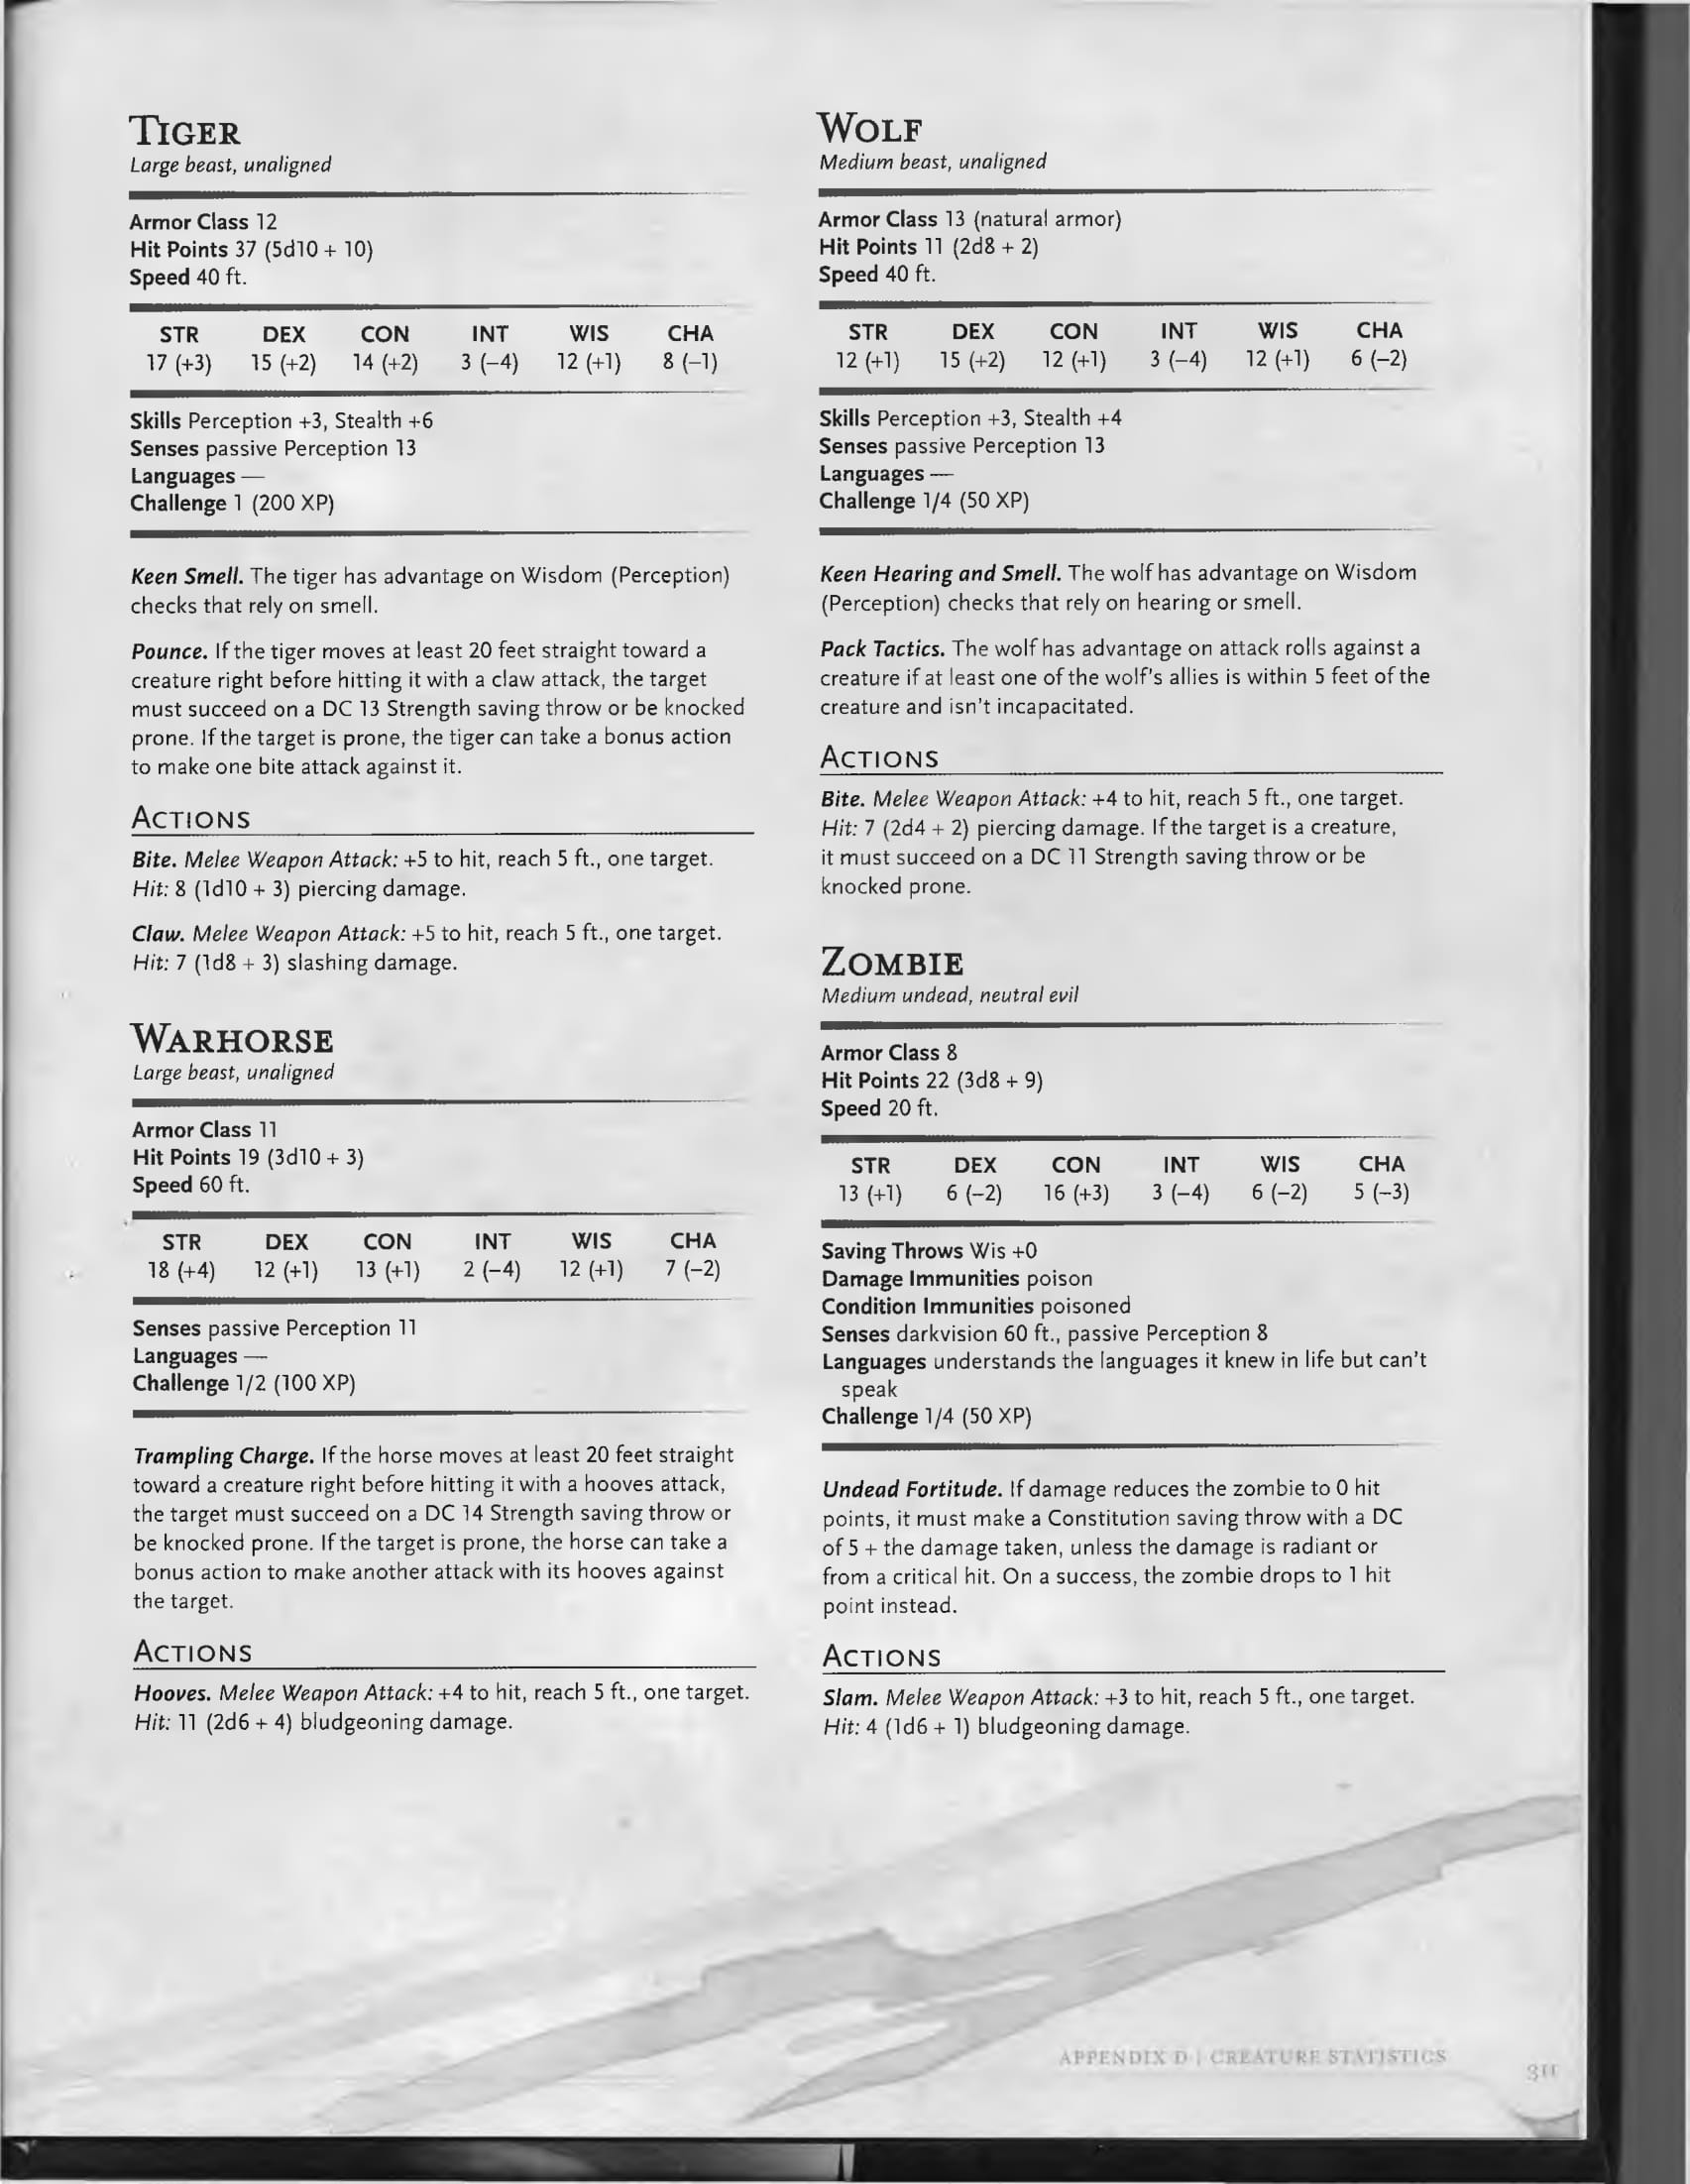 TIGER
Large beast, unaligned
Armor Class 12
Hit Points 37 (5d10 + 10)
Speed 40 ft.
STR DEX CON INT WIS CHA
17 (+3) 15 (+2) 14 (+2) 3 (–4) 12 (+1) 8 (–1)
Skills Perception +3, Stealth +6
Senses passive Perception 13
Languages —
Challenge 1 (200 XP)
Keen Smell. The tiger has advantage on Wisdom (Perception)
checks that rely on smell.
Pounce. If the tiger moves at least 20 feet straight toward a
creature right before hitting it with a claw attack, the target
must succeed on a DC 13 Strength saving throw or be knocked
prone. If the target is prone, the tiger can take a bonus action
to make one bite attack against it.
ACTIONS
Bite. Melee Weapon Attack: +5 to hit, reach 5 ft., one target.
Hit: 8 (1d10 + 3) piercing damage.
Claw. Melee Weapon Attack: +5 to hit, reach 5 ft., one target.
Hit: 7 (1d8 + 3) slashing damage.
WARHORSE
Large beast, unaligned
Armor Class 11
Hit Points 19 (3d10 + 3)
Speed 60 ft.
STR DEX CON INT WIS CHA
18 (+4) 12 (+1) 13 (+1) 2 (–4) 12 (+1) 7 (–2)
Senses passive Perception 11
Languages —
Challenge 1/2 (100 XP)
Trampling Charge. If the horse moves at least 20 feet straight
toward a creature right before hitting it with a hooves attack,
the target must succeed on a DC 14 Strength saving throw or
be knocked prone. If the target is prone, the horse can take a
bonus action to make another attack with its hooves against
the target.
ACTIONS
Hooves. Melee Weapon Attack: +4 to hit, reach 5 ft., one target.
Hit: 11 (2d6 + 4) bludgeoning damage.
WOLF
Medium beast, unaligned
Armor Class 13 (natural armor)
Hit Points 11 (2d8 + 2)
Speed 40 ft.
STR DEX CON INT WIS CHA
12 (+1) 15 (+2) 12 (+1) 3 (–4) 12 (+1) 6 (–2)
Skills Perception +3, Stealth +4
Senses passive Perception 13
Languages —
Challenge 1/4 (50 XP)
Keen Hearing and Smell. The wolf has advantage on Wisdom
(Perception) checks that rely on hearing or smell.
Pack Tactics. The wolf has advantage on attack rolls against a
creature if at least one of the wolf's allies is within 5 feet of the
creature and isn't incapacitated.
ACTIONS
Bite. Melee Weapon Attack: +4 to hit, reach 5 ft., one target.
Hit: 7 (2d4 + 2) piercing damage. If the target is a creature,
it must succeed on a DC 11 Strength saving throw or be
knocked prone.
ZOMBIE
Medium undead, neutral evil
Armor Class 8
Hit Points 22 (3d8 + 9)
Speed 20 ft.
STR DEX CON INT WIS CHA
13 (+1) 6 (–2) 16 (+3) 3 (–4) 6 (–2) 5 (–3)
Saving Throws Wis +0
Damage Immunities poison
Condition Immunities poisoned
Senses darkvision 60 ft., passive Perception 8
Languages understands the languages it knew in life but can't
speak
Challenge 1/4 (50 XP)
Undead Fortitude. If damage reduces the zombie to 0 hit
points, it must make a Constitution saving throw with a DC
of 5 + the damage taken, unless the damage is radiant or
from a critical hit. On a success, the zombie drops to 1 hit
point instead.
ACTIONS
Slam. Melee Weapon Attack: +3 to hit, reach 5 ft., one target.
Hit: 4 (1d6 + 1) bludgeoning damage.
APPENDIX D | CREATURE STATISTICS
311